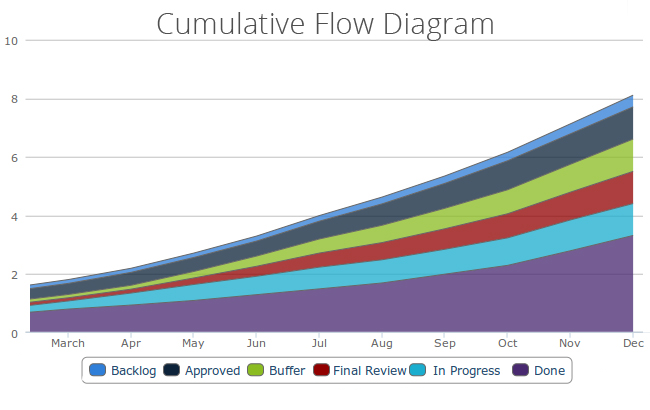 Cumulative Flow Diagram
10
8
6
4
2
0
March Apr May Jun Jul Aug Sep Oct Nov Dec
Backlog Approved Buffer Final Review In Progress Done